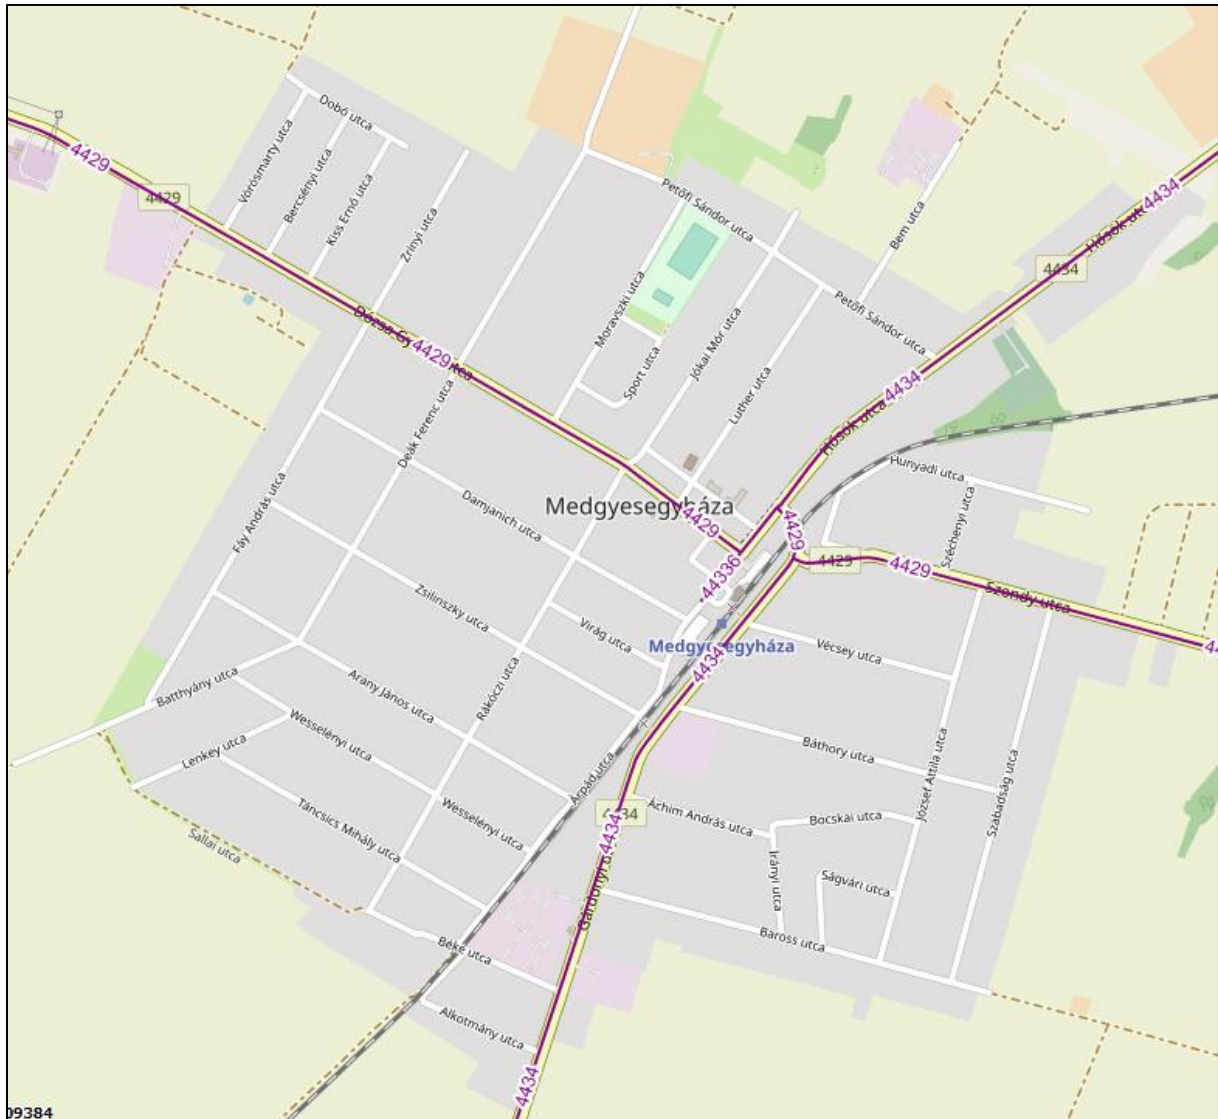 Dobó utca
Vörösmarty utca
Bercsényi utca
Kiss Ernő utca
Zrínyi utca
4429
4429
Petőfi Sándor utca
Bem utca
4434
Hősök
4434
Moravszki utca
Petőfi Sándor utca
Dózsa
4429
Jókai Mór utca
Sport utca
Luther utca
4434
Hősök utca
Deák Ferenc utca
Hunyadi utca
Fáy András utca
Damjanich utca
Medgyesegyháza
4429
4429
Széchenyi utca
44336
4429
4429
Szondy utca
Zsilinszky utca
Virág utca
Medgyesegyháza
Vécsey utca
4434
Batthyány utca
Arany János utca
Rákóczi utca
Wesselényi utca
Lenkey utca
Báthory utca
József Attila utca
Szabadság utca
Árpád utca
Táncsics Mihály utca
Wesselényi utca
4434
4434
Áchim András utca
Bocskai utca
Sallai utca
Irányi utca
Ságvári utca
Gárdonyi
Béke utca
Baross utca
Alkotmány utca
4434
09384